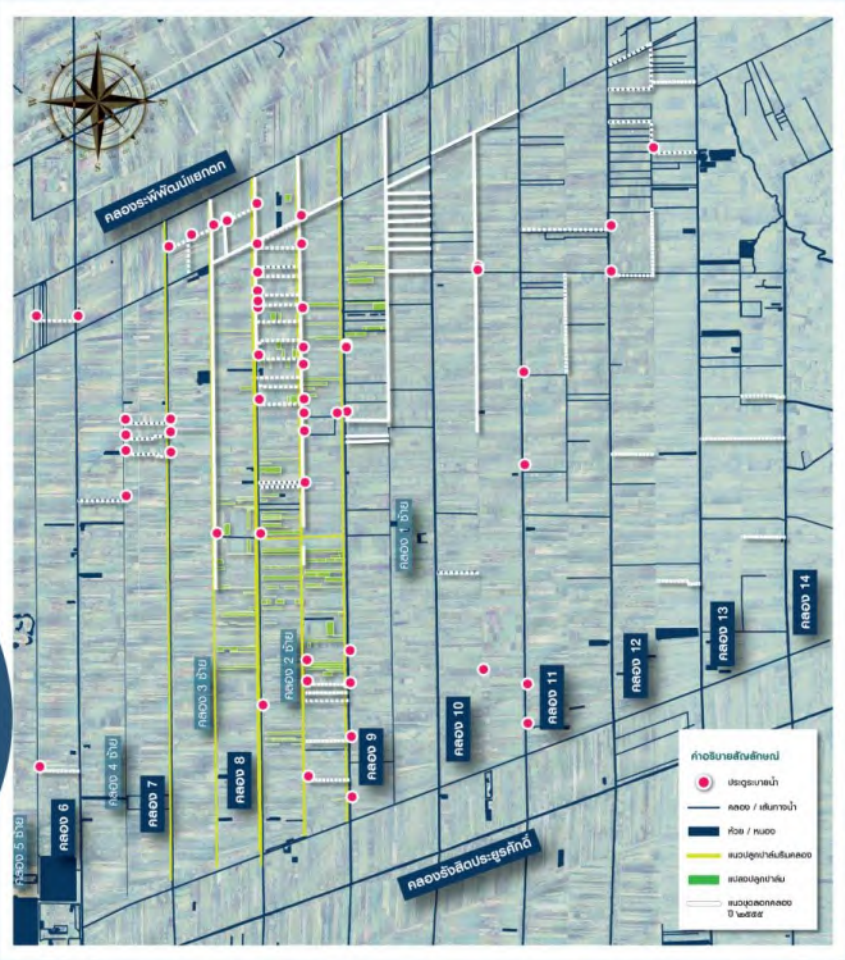 คลองระพีพัฒน์แยกตก
คลอง 1 ซ้าย
คลอง 14
คลอง 13
คลอง 12
คลอง 11
คลอง 10
คลอง 2 ซ้าย
คลอง 3 ซ้าย
คลอง 9
คลอง 8
คลอง 7
คลอง 4 ซ้าย
คลอง 6
คลอง 5 ซ้าย
คลองรังสิตประยูรศักดิ์
คำอธิบายสัญลักษณ์
ประตูระบายน้ำ
คลอง / เส้นทางน้ำ
ห้วย / หนอง
แนวปลูกปาล์มริมคลอง
แปลงปลูกปาล์ม
แนวขุดลอกคลอง
ปี ๒๕๕๕